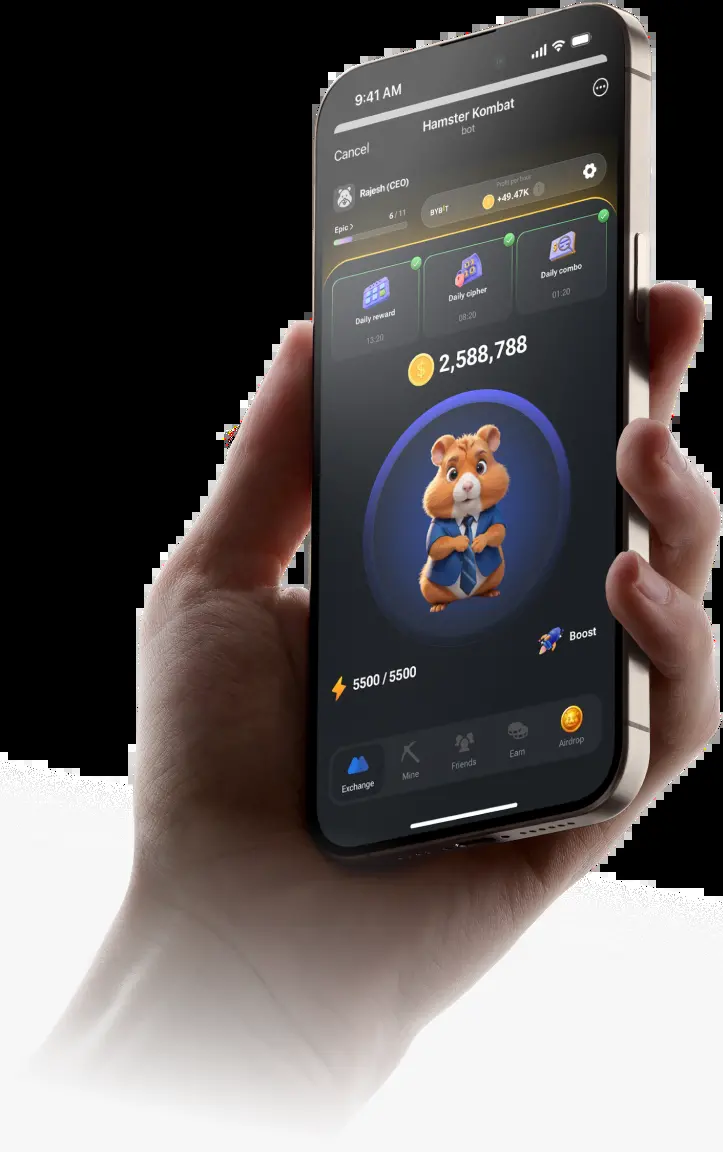 9:41 AM
Hamster Kombat
bot
Cancel
Rajesh (CEO)
Epic >
6 / 11
BYBIT
Profit per hour
+49.47K
Daily reward
13:20
Daily cipher
08:20
Daily combo
01:20
2,588,788
5500 / 5500
Boost
Exchange
Mine
Friends
Earn
Airdrop